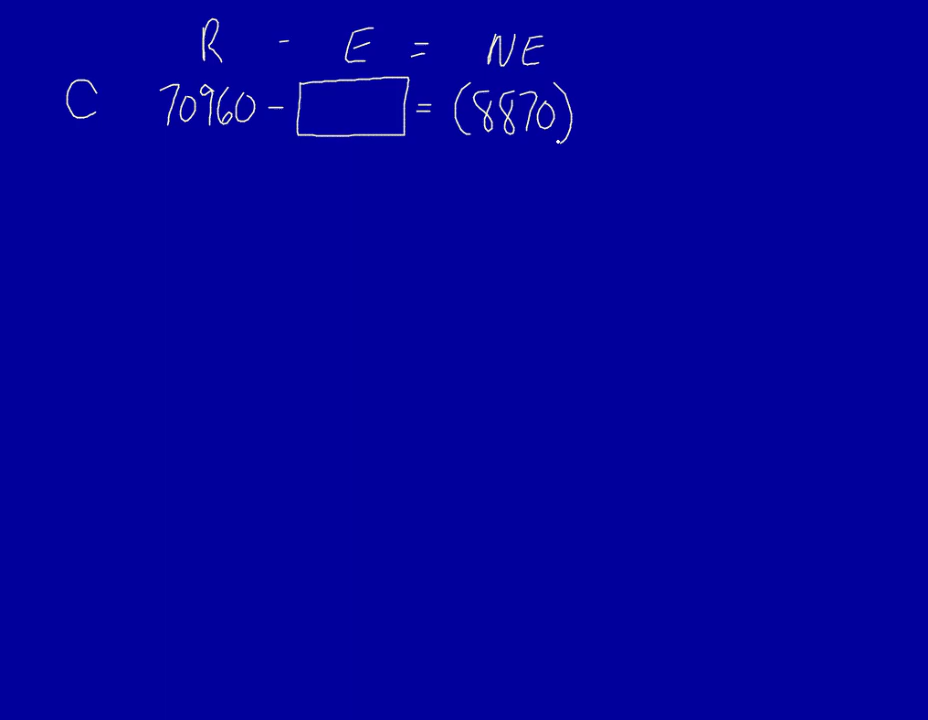 R - E = NE
C 70960 - = (8870)